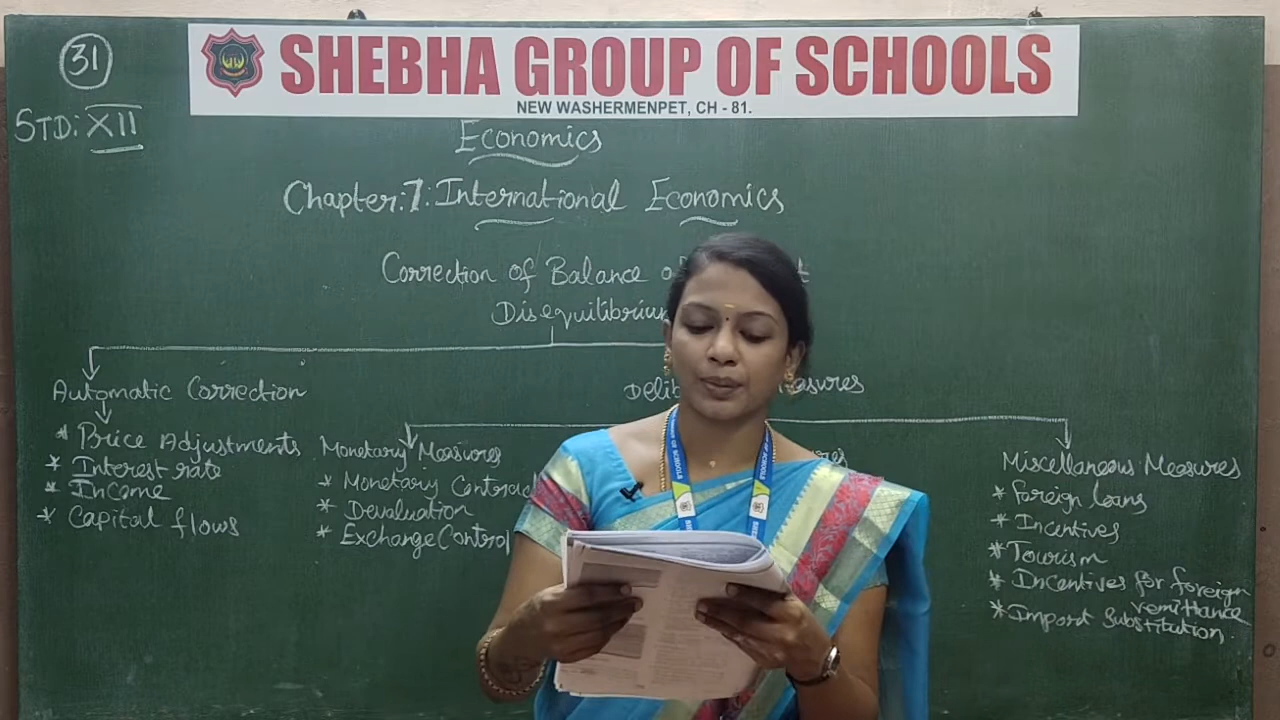 31
SHEBHA GROUP OF SCHOOLS
NEW WASHERMENPET, CH - 81.
STD: XII
Economics
Chapter: 7: International Economics
Correction of Balance
Disequilibrium
Automatic Correction
* Price Adjustments
* Interest rate
* Income
* Capital flows
Monetary Measures
* Monetary
* Devaluation
* Exchange Control
Miscellaneous Measures
* foreign loans
* Incentives
* Tourism
* Incentives for foreign
remittance
* Import Substitution.